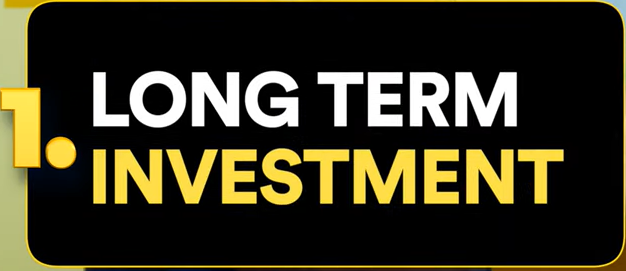 1.
LONG TERM
INVESTMENT